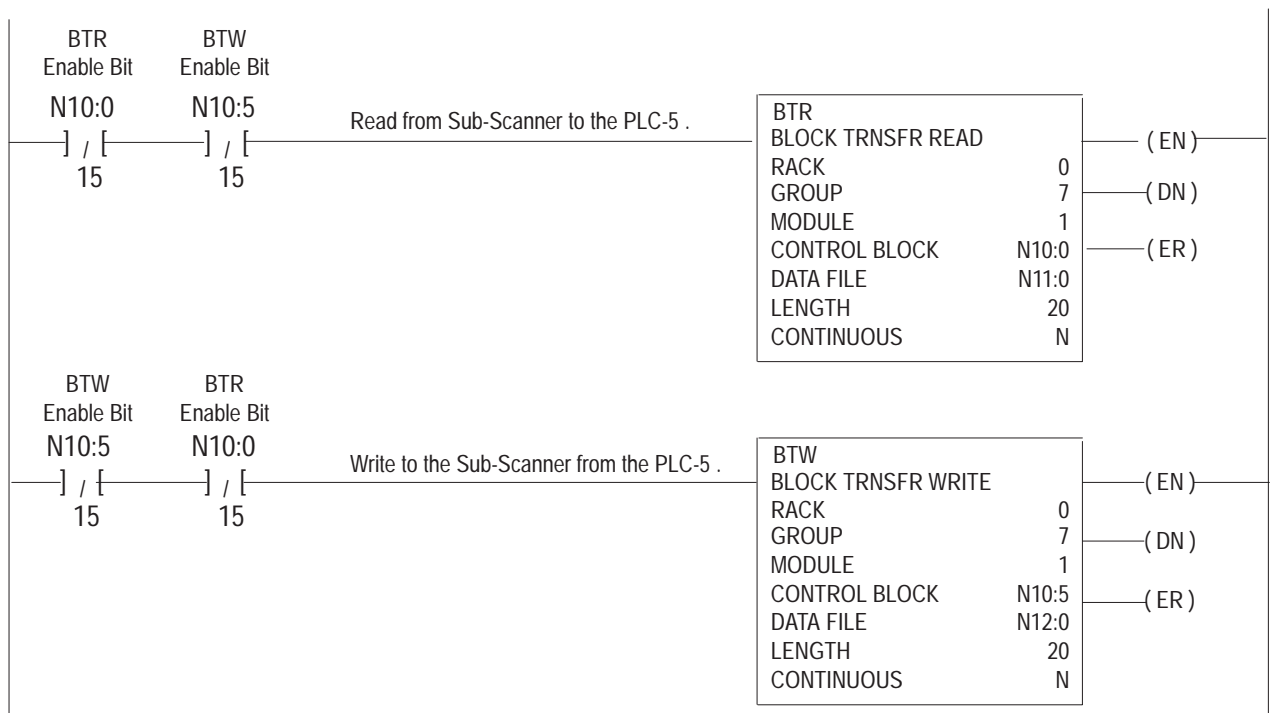 BTR BTW
Enable Bit Enable Bit
N10:0 N10:5
] / [ ] / [
15 15
Read from Sub-Scanner to the PLC-5 .
BTR
BLOCK TRNSFR READ
RACK 0
GROUP 7
MODULE 1
CONTROL BLOCK N10:0
DATA FILE N11:0
LENGTH 20
CONTINUOUS N
( EN )
( DN )
( ER )
BTW BTR
Enable Bit Enable Bit
N10:5 N10:0
] / [ ] / [
15 15
Write to the Sub-Scanner from the PLC-5 .
BTW
BLOCK TRNSFR WRITE
RACK 0
GROUP 7
MODULE 1
CONTROL BLOCK N10:5
DATA FILE N12:0
LENGTH 20
CONTINUOUS N
( EN )
( DN )
( ER )